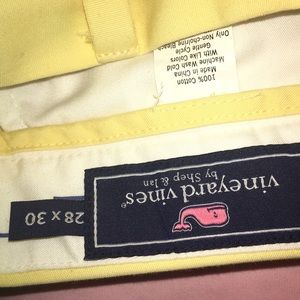 100% Cotton
Made in China
Machine Wash Cold
With Like Colors
Gentle Cycle
Only Non-chlorine Bleach
vineyard vines®
by Shep & Ian
28 x 30